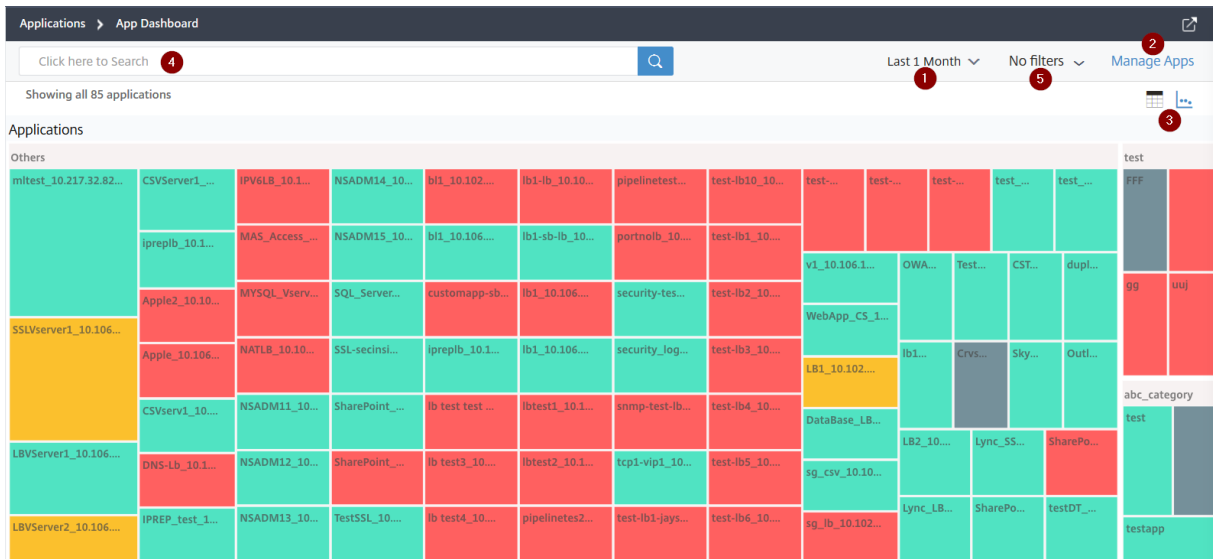 Applications > App Dashboard
2
Click here to Search 4
Last 1 Month No filters Manage Apps
1 5
Showing all 85 applications
3
Applications
Others test
mltest_10.217.32.82... CSVServer1_... IPV6LB_10.1... NSADM14_10... bl1_10.102.... lb1-lb_10.10... pipelinetest... test-lb10_10... test-... test-... test-... test_... test_... FFF
ipreplb_10.1... MAS_Access_... NSADM15_10... bl1_10.106.... lb1-sb-lb_10... portnolb_10.... test-lb1_10....
v1_10.106.1... OWA... Test... CST... dupl...
Apple2_10.10... MYSQL_Vserv... SQL_Server... customapp-sb... lb1_10.106.... security-tes... test-lb2_10.... gg uuj
WebApp_CS_1...
SSLVserver1_10.106...
Apple_10.106... NATLB_10.10... SSL-secinsi... ipreplb_10.1... lb1_10.106.... security_log... test-lb3_10.... lb1... Crvs... Sky... Outl...
LB1_10.102....
abc_category
CSVserv1_10.... NSADM11_10... SharePoint_... lb test test ... lbtest1_10.1... snmp-test-lb... test-lb4_10.... DataBase_LB... test
LB2_10.... Lync_SS... SharePo...
LBVServer1_10.106.... DNS-Lb_10.1... NSADM12_10... SharePoint_... lb test3_10.... lbtest2_10.1... tcp1-vip1_10... test-lb5_10.... sg_csv_10.10...
Lync_LB... SharePo... testDT_...
LBVServer2_10.106.... IPREP_test_1... NSADM13_10... TestSSL_10.... lb test4_10.... pipelinetes2... test-lb1-jays... test-lb6_10.... sg_lb_10.102... testapp